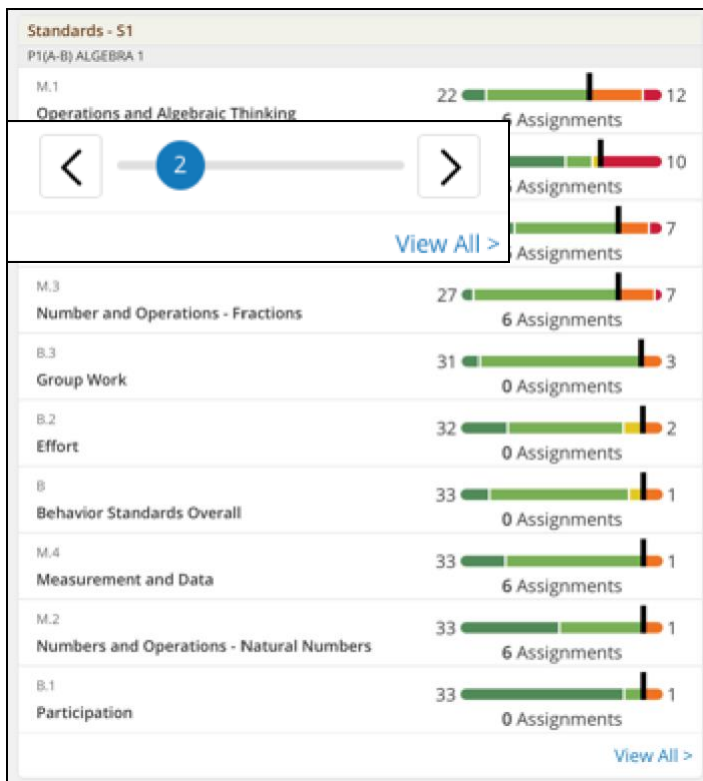 Standards - S1
P1(A-B) ALGEBRA 1
M.1
Operations and Algebraic Thinking
22 12
6 Assignments
2
10
Assignments
View All >
7
Assignments
M.3
Number and Operations - Fractions
27 7
6 Assignments
B.3
Group Work
31 3
0 Assignments
B.2
Effort
32 2
0 Assignments
B
Behavior Standards Overall
33 1
0 Assignments
M.4
Measurement and Data
33 1
6 Assignments
M.2
Numbers and Operations - Natural Numbers
33 1
6 Assignments
B.1
Participation
33 1
0 Assignments
View All >